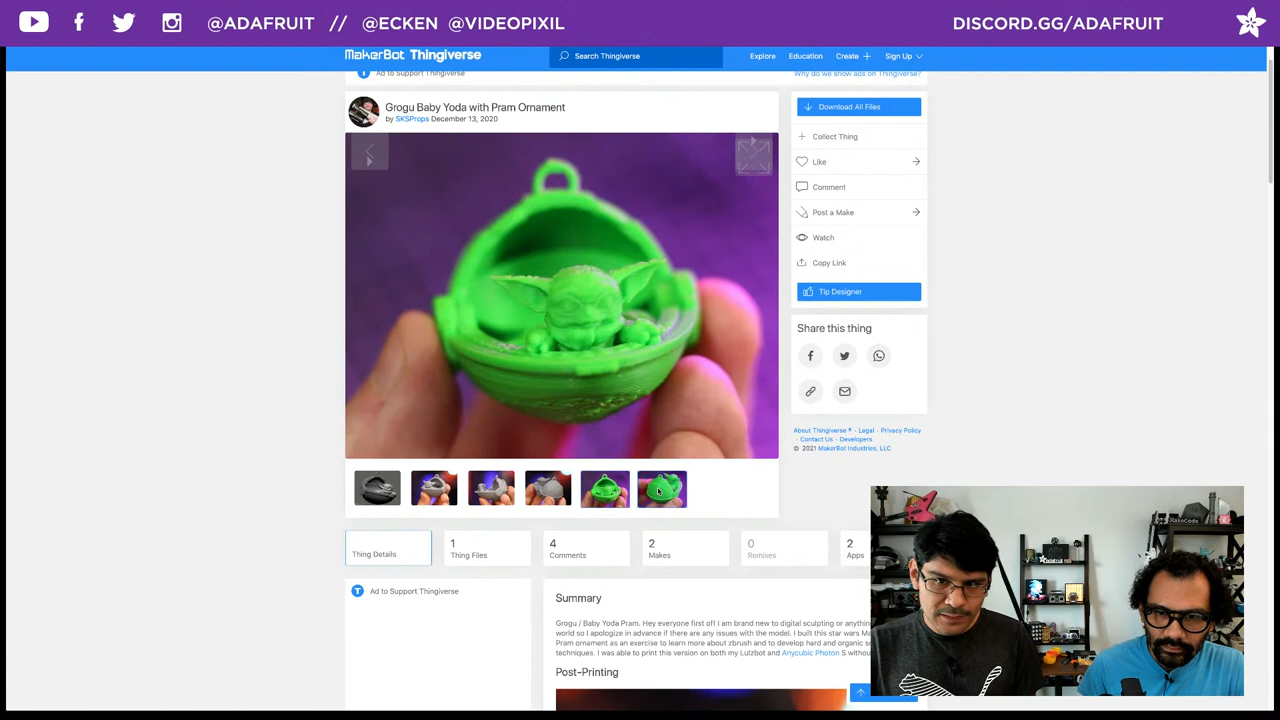 @ADAFRUIT // @ECKEN @VIDEOPIXIL
DISCORD.GG/ADAFRUIT
MakerBot Thingiverse
Search Thingiverse
Explore
Education
Create
Sign Up
Ad to Support Thingiverse
Why do we show ads on Thingiverse?
Grogu Baby Yoda with Pram Ornament
by SKSProps December 13, 2020
Download All Files
Collect Thing
Like
Comment
Post a Make
Watch
Copy Link
Tip Designer
Share this thing
About Thingiverse ® · Legal · Privacy Policy
· Contact Us · Developers
© 2021 MakerBot Industries, LLC
Thing Details
1
Thing Files
4
Comments
2
Makes
0
Remixes
2
Apps
Ad to Support Thingiverse
Summary
Grogu / Baby Yoda Pram. Hey everyone first off I am brand new to digital sculpting or anythin
world so I apologize in advance if there are any issues with the model. I built this star wars Ma
Pram ornament as an exercise to learn more about zbrush and to develop hard and organic s
techniques. I was able to print this version on both my Lulzbot and Anycubic Photon S witho
Post-Printing
MakeCode
adafruit